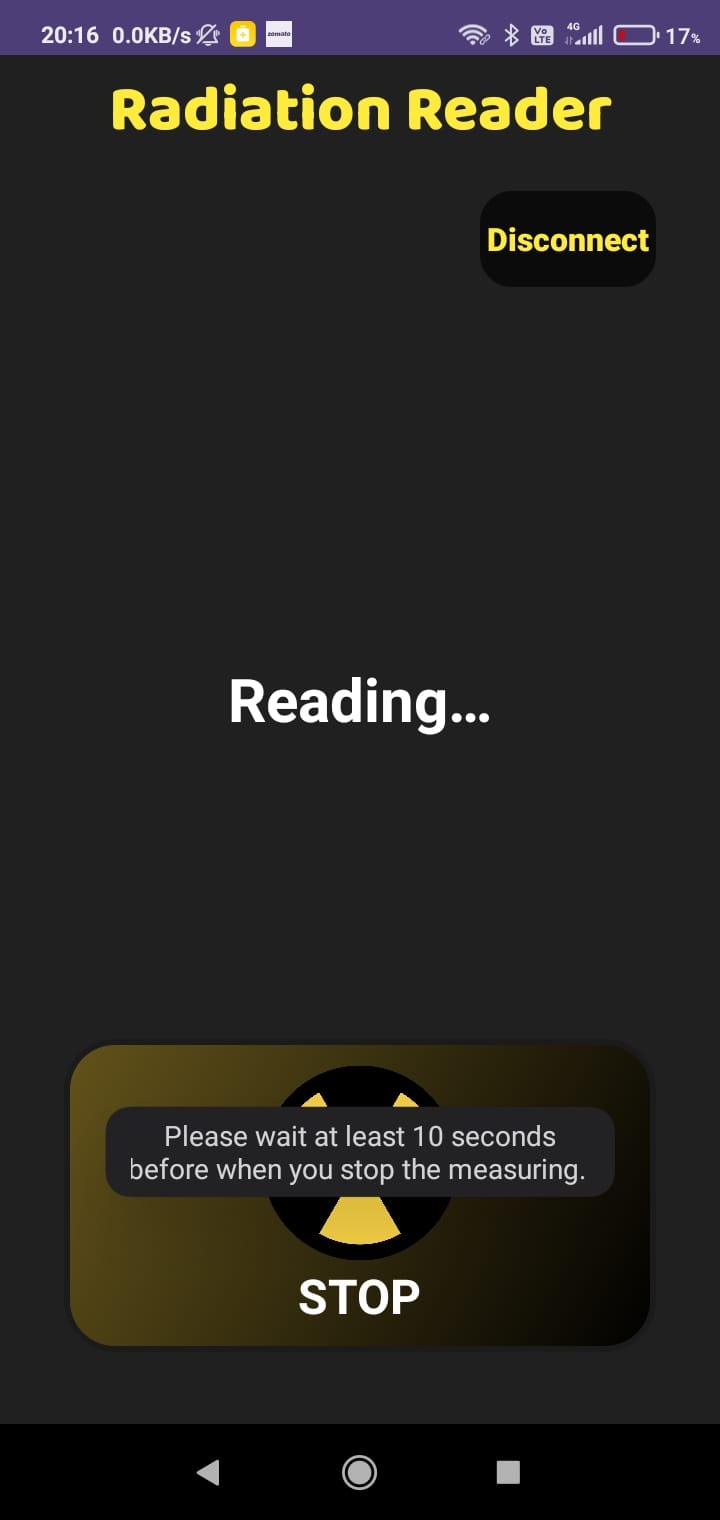 20:16 0.0KB/s zomato Vo LTE 4G 17%
Radiation Reader
Disconnect
Reading...
Please wait at least 10 seconds
before when you stop the measuring.
STOP